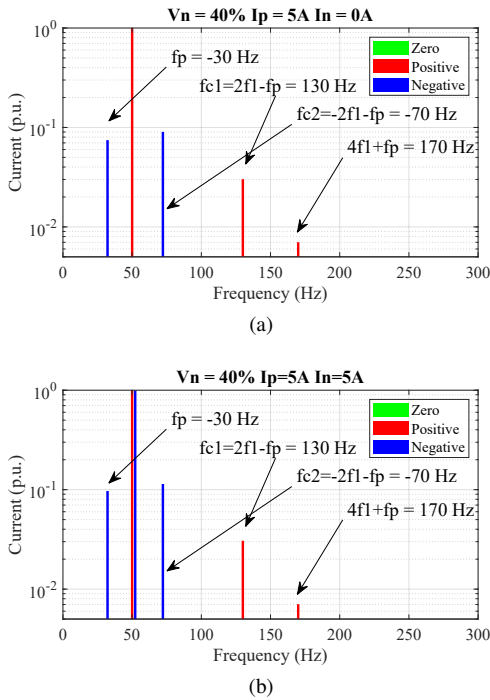 Vn = 40% Ip = 5A In = 0A
10^0
10^-1
10^-2
Current (p.u.)
fp = -30 Hz
fc1=2f1-fp = 130 Hz
fc2=-2f1-fp = -70 Hz
4f1+fp = 170 Hz
Zero
Positive
Negative
0 50 100 150 200 250 300
Frequency (Hz)
(a)
Vn = 40% Ip=5A In=5A
10^0
10^-1
10^-2
Current (p.u.)
fp = -30 Hz
fc1=2f1-fp = 130 Hz
fc2=-2f1-fp = -70 Hz
4f1+fp = 170 Hz
Zero
Positive
Negative
0 50 100 150 200 250 300
Frequency (Hz)
(b)